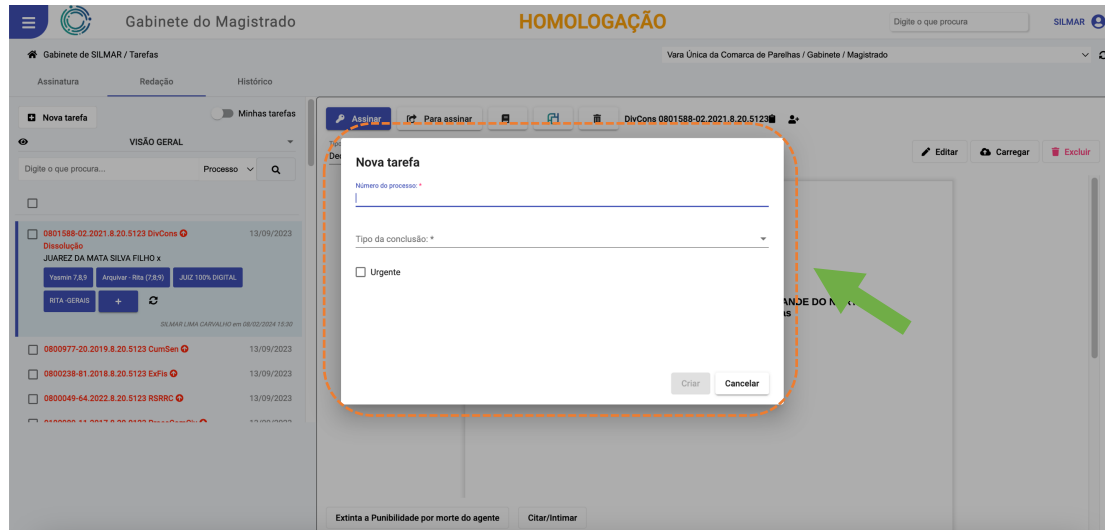 Gabinete do Magistrado
HOMOLOGAÇÃO
Digite o que procura
SILMAR
Gabinete de SILMAR / Tarefas
Vara Única da Comarca de Parelhas / Gabinete / Magistrado
Assinatura
Redação
Histórico
Nova tarefa
Minhas tarefas
VISÃO GERAL
Digite o que procura...
Processo
0801588-02.2021.8.20.5123 DivCons
13/09/2023
Dissolução
JUAREZ DA MATA SILVA FILHO x
Yasmin 7,8,9
Arquivar - Rita (7;8;9)
JUIZ 100% DIGITAL
RITA -GERAIS
+
SILMAR LIMA CARVALHO em 08/02/2024 15:30
0800977-20.2019.8.20.5123 CumSen
13/09/2023
0800238-81.2018.8.20.5123 ExFis
13/09/2023
0800049-64.2022.8.20.5123 RSRRC
13/09/2023
Assinar
Para assinar
DivCons 0801588-02.2021.8.20.5123
Editar
Carregar
Excluir
Nova tarefa
Número do processo: *
Tipo da conclusão: *
Urgente
Criar
Cancelar
ANDE DO N
as
Extinta a Punibilidade por morte do agente
Citar/Intimar